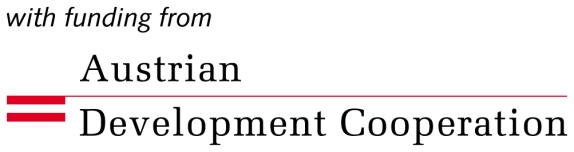 with funding from
Austrian
Development Cooperation